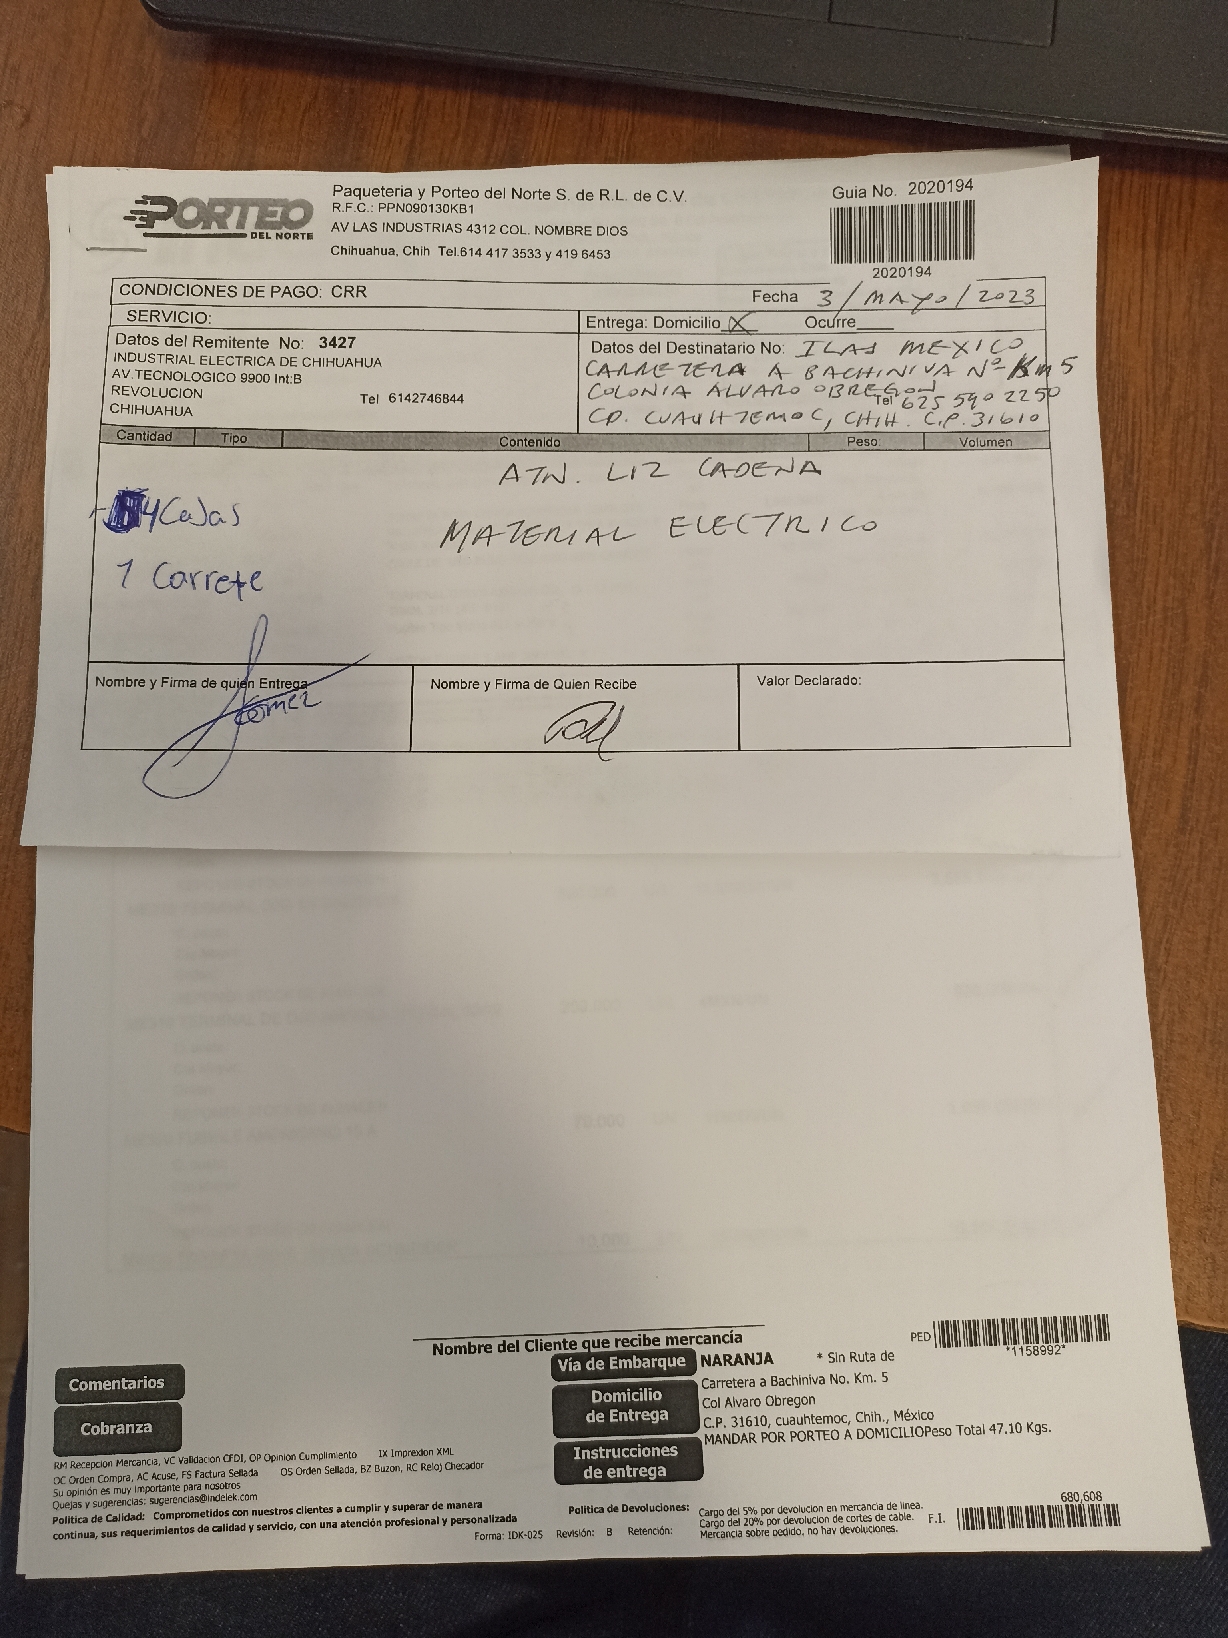 PORTEO
DEL NORTE
Paqueteria y Porteo del Norte S. de R.L. de C.V.
R.F.C.: PPN090130KB1
AV LAS INDUSTRIAS 4312 COL. NOMBRE DIOS
Chihuahua, Chih Tel.614 417 3533 y 419 6453
Guia No. 2020194
2020194
CONDICIONES DE PAGO: CRR
Fecha 3/MAYO/2023
SERVICIO:
Entrega: Domicilio X Ocurre____
Datos del Remitente No: 3427
INDUSTRIAL ELECTRICA DE CHIHUAHUA
AV.TECNOLOGICO 9900 Int:B
REVOLUCION
Tel 6142746844
CHIHUAHUA
Datos del Destinatario No: ILAS MEXICO
CARRETERA A BACHINIVA Nº Km 5
COLONIA ALVARO OBREGON
Tel 625 590 2250
CD. CUAUHTEMOC, CHIH. C.P. 31610
Cantidad Tipo Contenido Peso: Volumen
ATN. LIZ CADENA
4 Cajas
MATERIAL ELECTRICO
1 Carrete
Nombre y Firma de quien Entrega
Gomez
Nombre y Firma de Quien Recibe
Valor Declarado:
Nombre del Cliente que recibe mercancía
PED
*1158992*
Comentarios
Cobranza
Vía de Embarque NARANJA * Sin Ruta de
Domicilio
de Entrega
Carretera a Bachiniva No. Km. 5
Col Alvaro Obregon
C.P. 31610, cuauhtemoc, Chih., México
Instrucciones
de entrega
MANDAR POR PORTEO A DOMICILIOPeso Total 47.10 Kgs.
RM Recepcion Mercancia, VC Validacion CFDI, OP Opinion Cumplimiento IX Imprexion XML
OC Orden Compra, AC Acuse, FS Factura Sellada OS Orden Sellada, BZ Buzon, RC Reloj Checador
Su opinión es muy importante para nosotros
Quejas y sugerencias: sugerencias@indelek.com
Politica de Calidad: Comprometidos con nuestros clientes a cumplir y superar de manera
continua, sus requerimientos de calidad y servicio, con una atención profesional y personalizada
Forma: IDK-025 Revisión: B Retención:
Politica de Devoluciones:
Cargo del 5% por devolucion en mercancia de linea.
Cargo del 20% por devolucion de cortes de cable.
Mercancia sobre pedido, no hay devoluciones.
F.I.
680,608